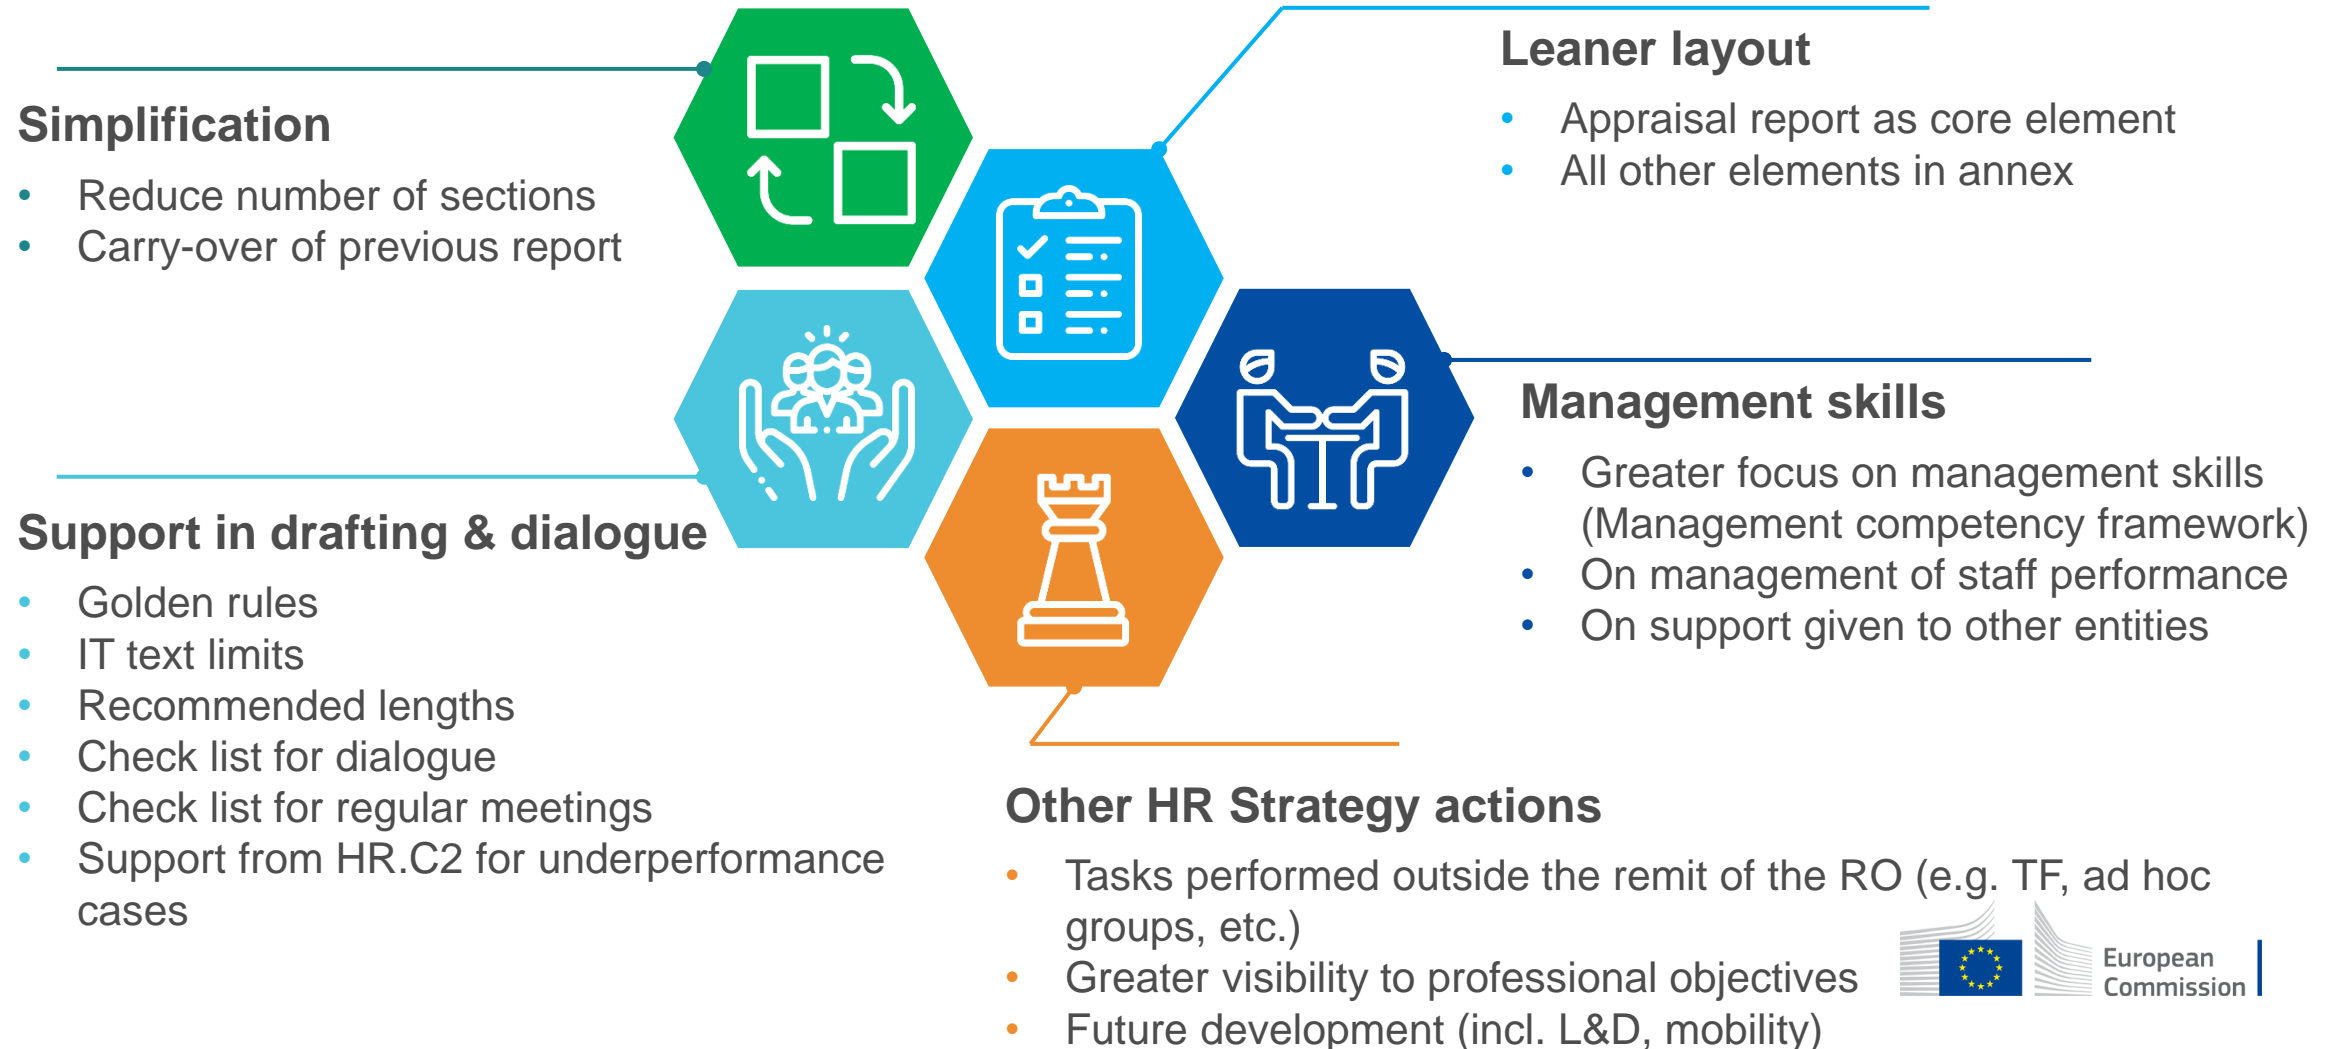 Simplification
• Reduce number of sections
• Carry-over of previous report
Support in drafting & dialogue
• Golden rules
• IT text limits
• Recommended lengths
• Check list for dialogue
• Check list for regular meetings
• Support from HR.C2 for underperformance
cases
Leaner layout
• Appraisal report as core element
• All other elements in annex
Management skills
• Greater focus on management skills
(Management competency framework)
• On management of staff performance
• On support given to other entities
Other HR Strategy actions
• Tasks performed outside the remit of the RO (e.g. TF, ad hoc
groups, etc.)
• Greater visibility to professional objectives
• Future development (incl. L&D, mobility)
European
Commission